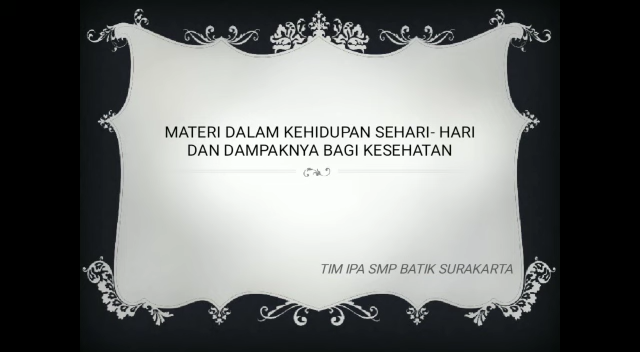 MATERI DALAM KEHIDUPAN SEHARI- HARI
DAN DAMPAKNYA BAGI KESEHATAN
TIM IPA SMP BATIK SURAKARTA